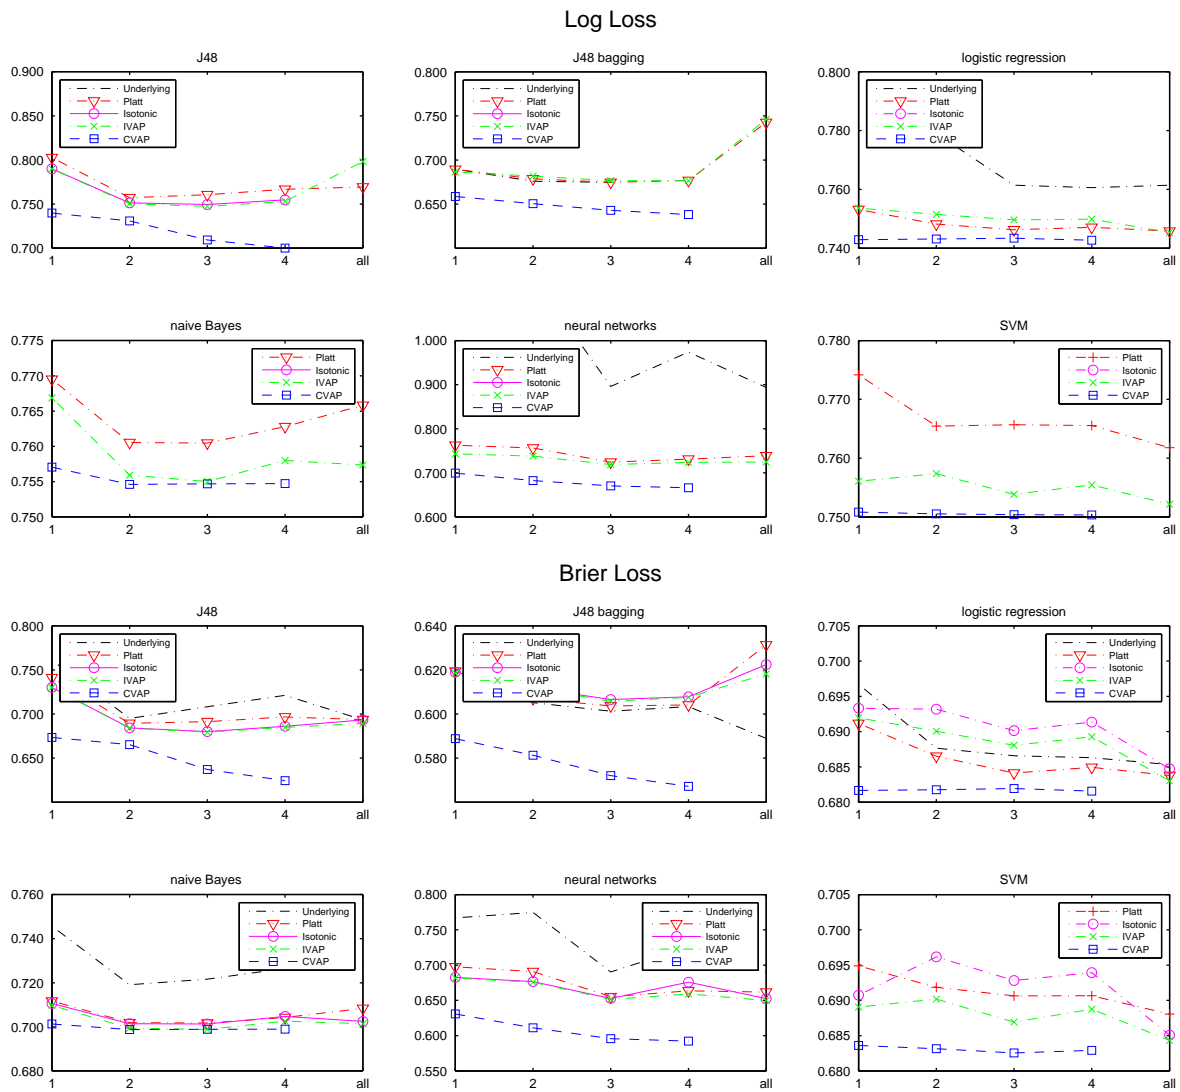 Log Loss
J48
0.900
0.850
0.800
0.750
0.700
1
2
3
4
all
Underlying
Platt
Isotonic
IVAP
CVAP
J48 bagging
0.800
0.750
0.700
0.650
1
2
3
4
all
Underlying
Platt
Isotonic
IVAP
CVAP
logistic regression
0.800
0.780
0.760
0.740
1
2
3
4
all
Underlying
Platt
Isotonic
IVAP
CVAP
naive Bayes
0.775
0.770
0.765
0.760
0.755
0.750
1
2
3
4
all
Platt
Isotonic
IVAP
CVAP
neural networks
1.000
0.900
0.800
0.700
0.600
1
2
3
4
all
Underlying
Platt
Isotonic
IVAP
CVAP
SVM
0.780
0.770
0.760
0.750
1
2
3
4
all
Platt
Isotonic
IVAP
CVAP
Brier Loss
J48
0.800
0.750
0.700
0.650
1
2
3
4
all
Underlying
Platt
Isotonic
IVAP
CVAP
J48 bagging
0.640
0.620
0.600
0.580
1
2
3
4
all
Underlying
Platt
Isotonic
IVAP
CVAP
logistic regression
0.705
0.700
0.695
0.690
0.685
0.680
1
2
3
4
all
Underlying
Platt
Isotonic
IVAP
CVAP
naive Bayes
0.760
0.740
0.720
0.700
0.680
1
2
3
4
all
Underlying
Platt
Isotonic
IVAP
CVAP
neural networks
0.800
0.750
0.700
0.650
0.600
0.550
1
2
3
4
all
Underlying
Platt
Isotonic
IVAP
CVAP
SVM
0.705
0.700
0.695
0.690
0.685
0.680
1
2
3
4
all
Platt
Isotonic
IVAP
CVAP